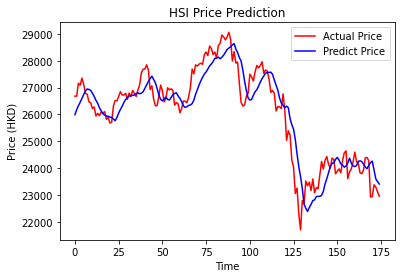 HSI Price Prediction
Actual Price
Predict Price
Price (HKD)
29000
28000
27000
26000
25000
24000
23000
22000
0 25 50 75 100 125 150 175
Time